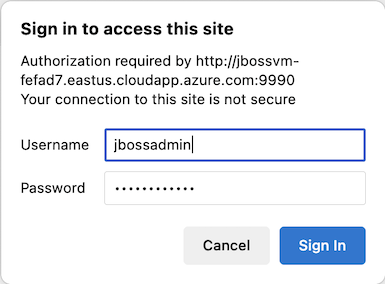 Sign in to access this site
Authorization required by http://jbossvm-
fefad7.eastus.cloudapp.azure.com:9990
Your connection to this site is not secure
Username
jbossadmin
Password
••••••••••••
Cancel
Sign In